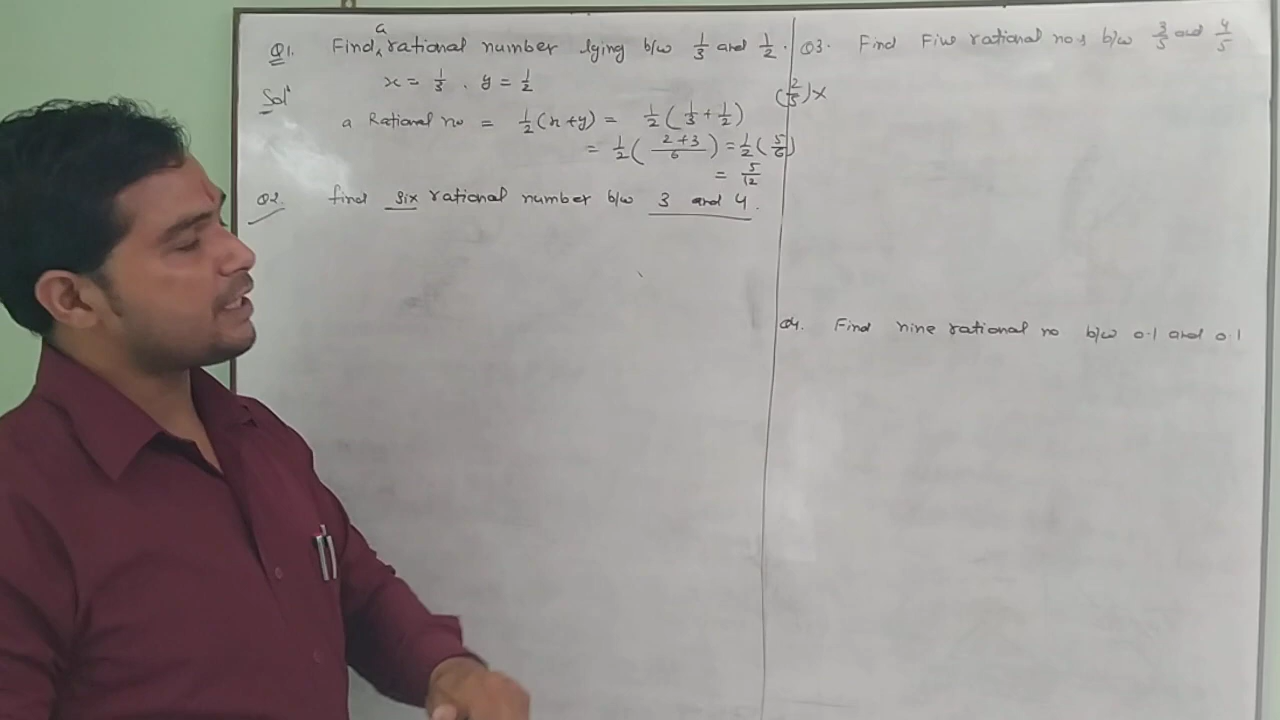 Q1. Find a rational number lying b/w 1/3 and 1/2.
x = 1/3 . y = 1/2
Sol^n
a Rational no = 1/2(x+y) = 1/2(1/3 + 1/2)
= 1/2(2+3/6) = 1/2(5/6)
= 5/12
Q2. find six rational number b/w 3 and 4.
Q3. Find Five rational nos b/w 3/5 and 4/5
(2/3)x
Q4. Find nine rational no b/w 0.1 and 0.1